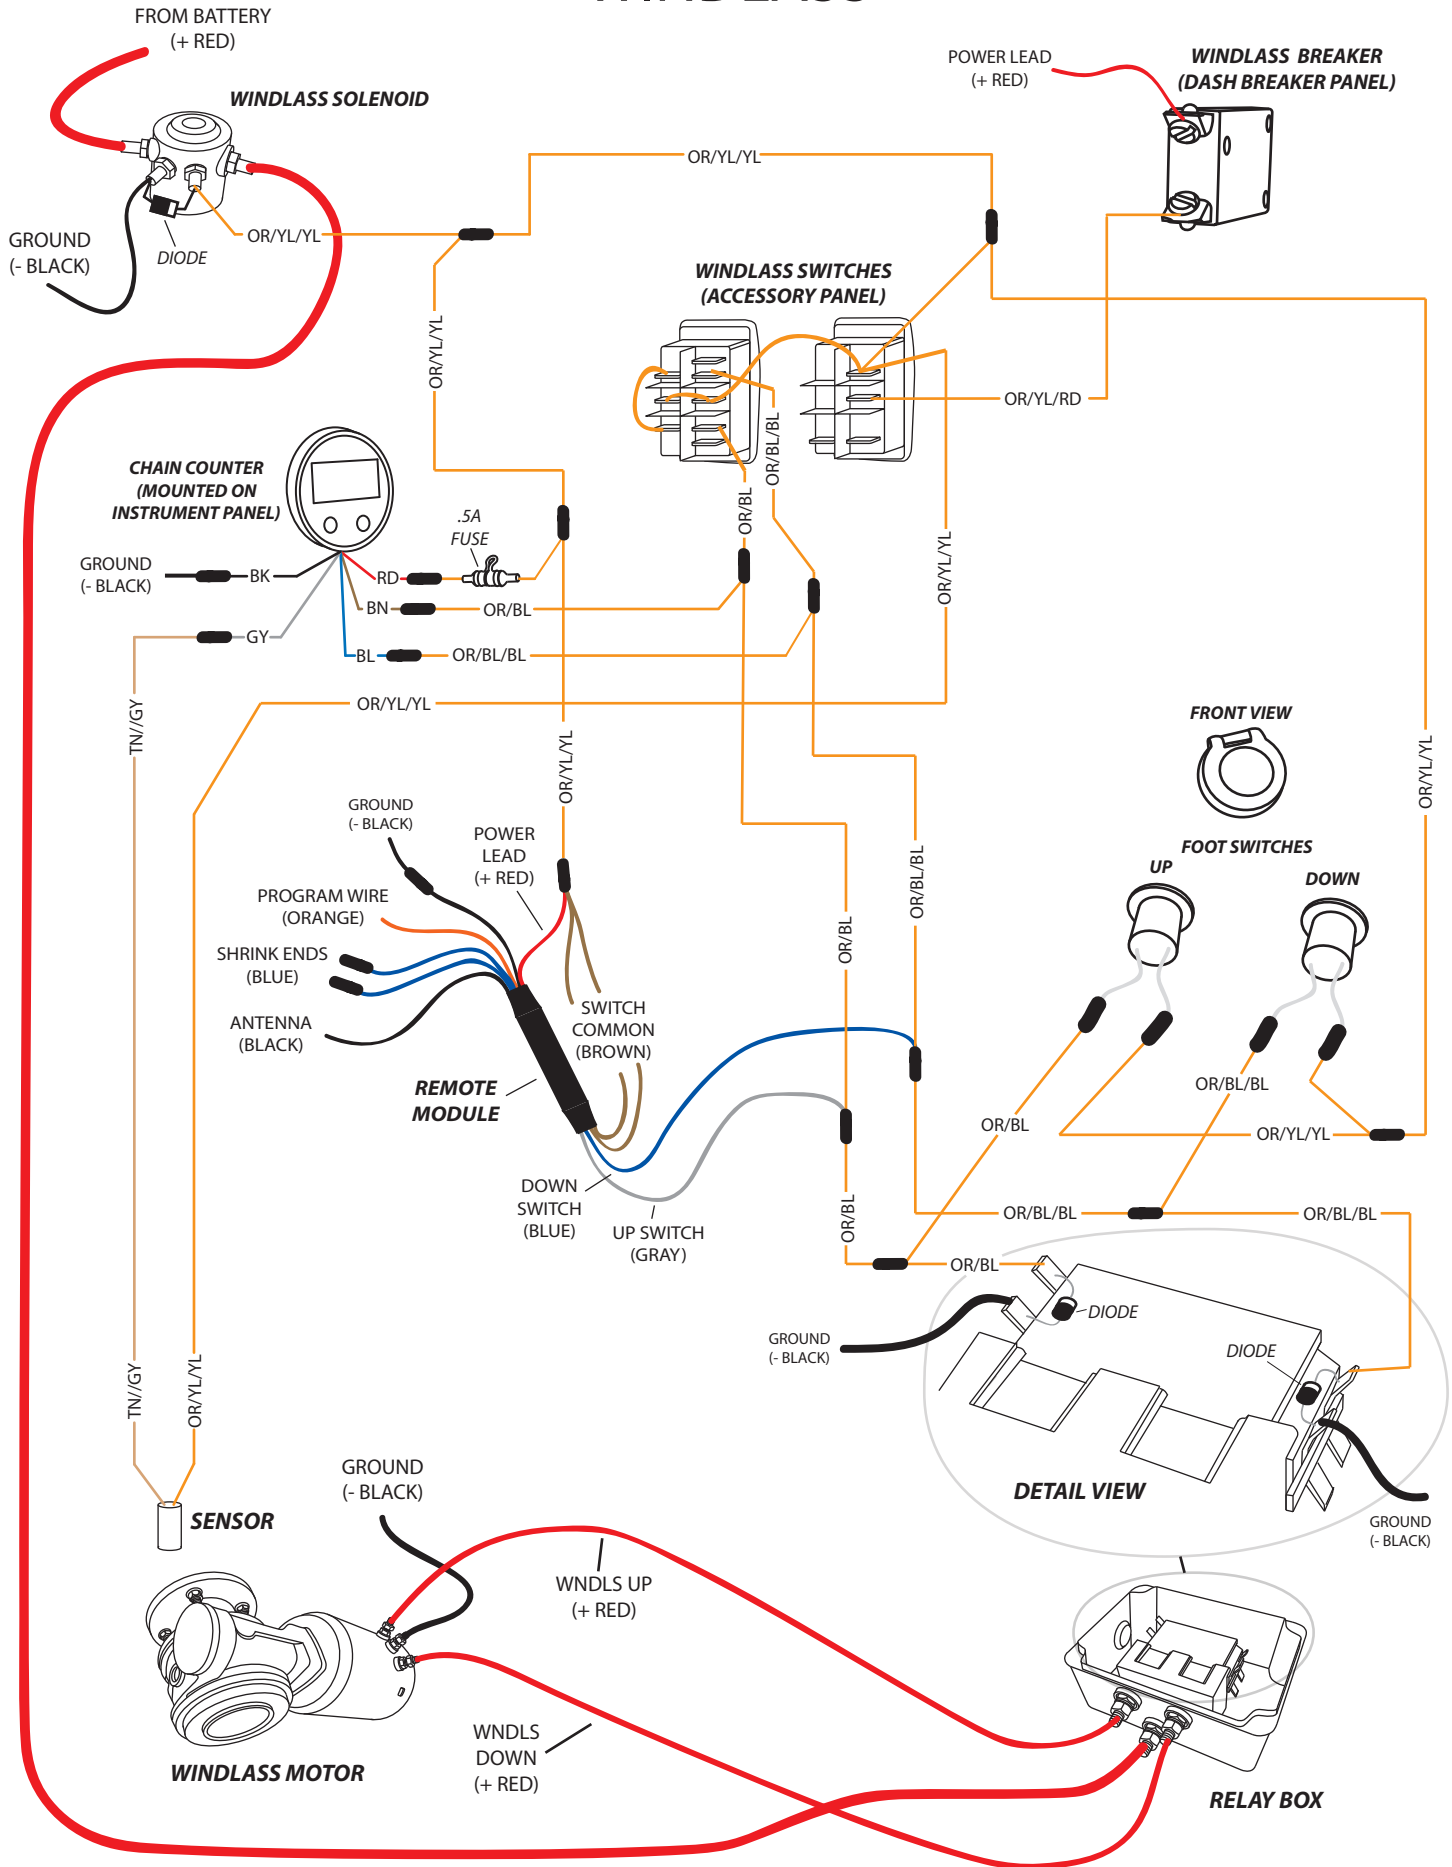 FROM BATTERY
(+ RED)
WINDLASS SOLENOID
POWER LEAD
(+ RED)
WINDLASS BREAKER
(DASH BREAKER PANEL)
OR/YL/YL
GROUND
(- BLACK)
DIODE
OR/YL/YL
WINDLASS SWITCHES
(ACCESSORY PANEL)
OR/YL/YL
OR/YL/RD
OR/BL/BL
OR/BL
CHAIN COUNTER
(MOUNTED ON
INSTRUMENT PANEL)
.5A
FUSE
GROUND
(- BLACK)
BK
RD
BN
OR/BL
GY
BL
OR/BL/BL
OR/YL/YL
OR/YL/YL
TN//GY
OR/YL/YL
FRONT VIEW
OR/YL/YL
FOOT SWITCHES
UP
DOWN
GROUND
(- BLACK)
POWER
LEAD
(+ RED)
PROGRAM WIRE
(ORANGE)
SHRINK ENDS
(BLUE)
ANTENNA
(BLACK)
SWITCH
COMMON
(BROWN)
REMOTE
MODULE
OR/BL
OR/BL/BL
OR/BL/BL
OR/BL
OR/YL/YL
DOWN
SWITCH
(BLUE)
UP SWITCH
(GRAY)
OR/BL
OR/BL/BL
OR/BL/BL
OR/BL
DIODE
GROUND
(- BLACK)
DIODE
TN//GY
OR/YL/YL
DETAIL VIEW
GROUND
(- BLACK)
GROUND
(- BLACK)
SENSOR
WNDLS UP
(+ RED)
WNDLS
DOWN
(+ RED)
WINDLASS MOTOR
RELAY BOX